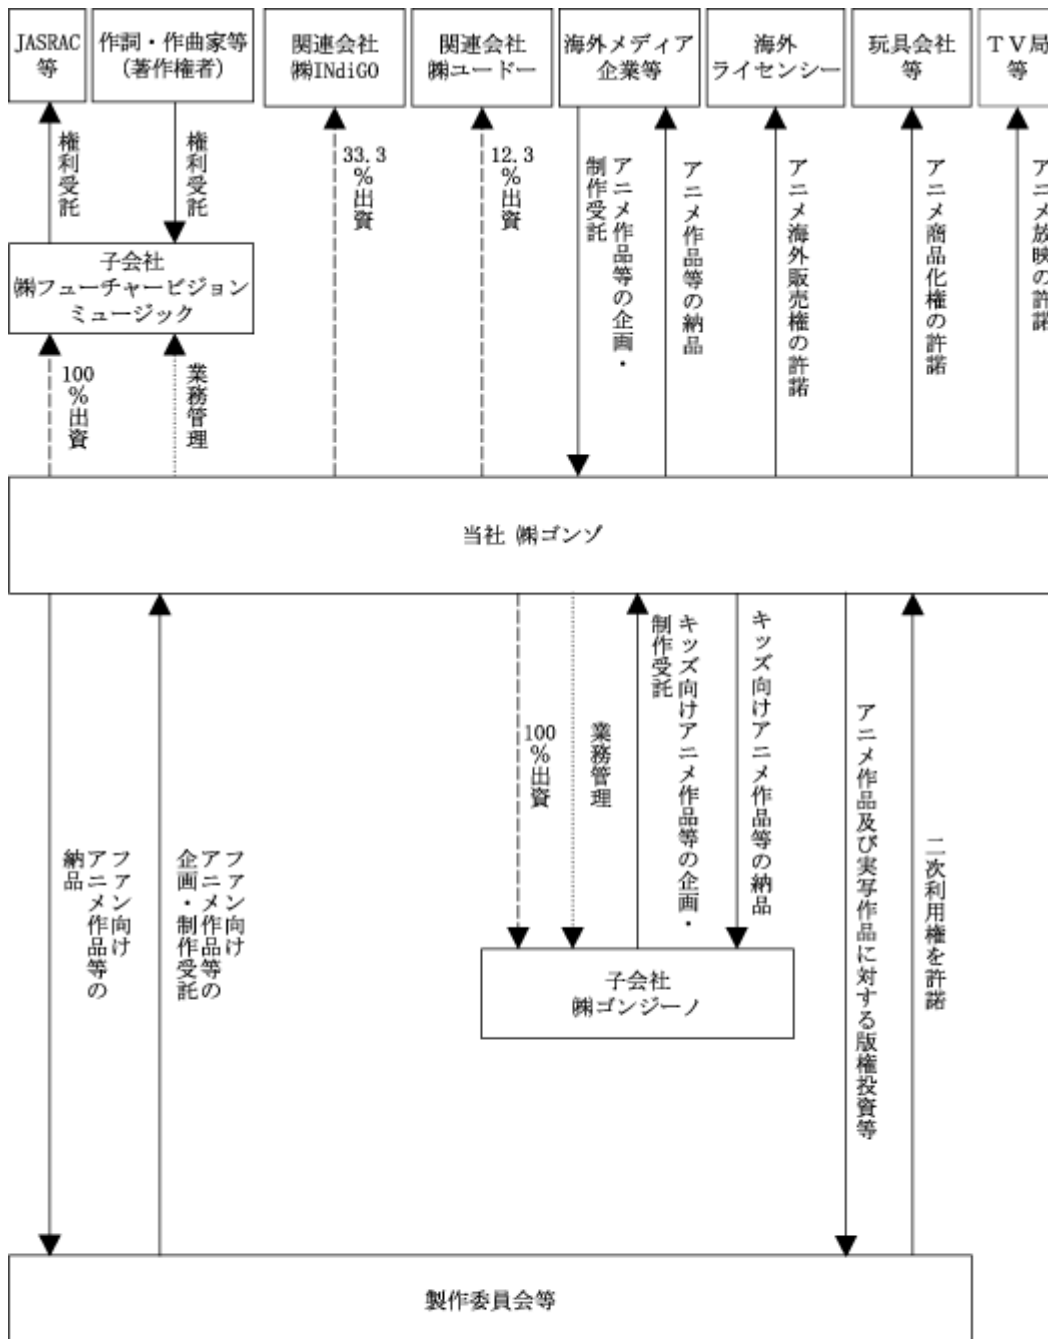 JASRAC
等
作詞・作曲家等
(著作権者)
関連会社
㈱INdiGO
関連会社
㈱ユードー
海外メディア
企業等
海外
ライセンシー
玩具会社
等
ＴＶ局
等
権利受託
権利受託
33.3%出資
12.3%出資
アニメ作品等の企画・
制作受託
アニメ作品等の納品
アニメ海外販売権の許諾
アニメ商品化権の許諾
アニメ放映の許諾
子会社
㈱フューチャービジョン
ミュージック
100%出資
業務管理
当社 ㈱ゴンゾ
ファン向け
アニメ作品等の
納品
ファン向け
アニメ作品等の
企画・制作受託
100%出資
業務管理
キッズ向けアニメ作品等の企画・
制作受託
キッズ向けアニメ作品等の納品
アニメ作品及び実写作品に対する版権投資等
二次利用権を許諾
子会社
㈱ゴンジーノ
製作委員会等